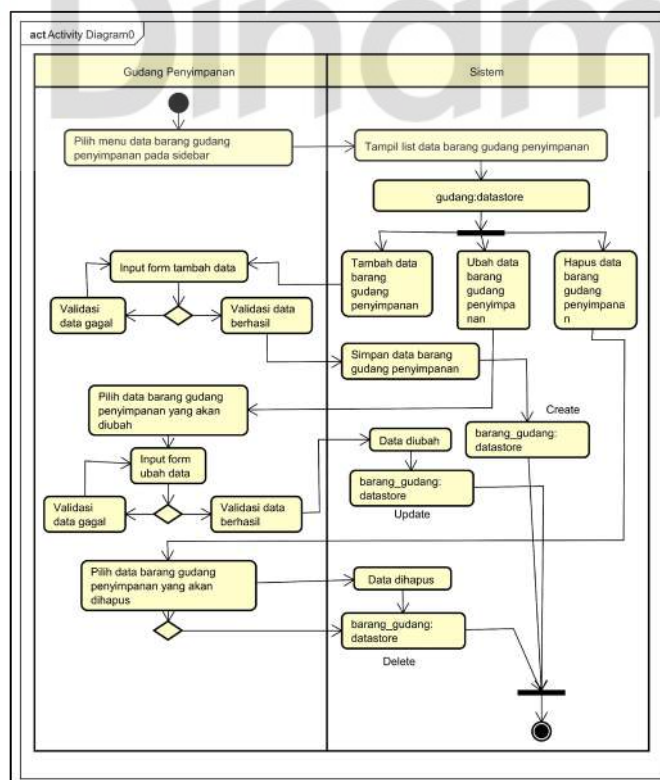 Dinam
act Activity Diagram0
Gudang Penyimpanan
Sistem
Pilih menu data barang gudang
penyimpanan pada sidebar
Tampil list data barang gudang penyimpanan
gudang:datastore
Input form tambah data
Tambah data
barang
gudang
penyimpanan
Ubah data
barang
gudang
penyimpa
nan
Hapus data
barang
gudang
penyimpana
n
Validasi
data gagal
Validasi data
berhasil
Simpan data barang
gudang penyimpanan
Pilih data barang gudang
penyimpanan yang akan
diubah
Create
barang_gudang:
datastore
Input form
ubah data
Data diubah
Validasi
data gagal
Validasi data
berhasil
barang_gudang:
datastore
Update
Pilih data barang gudang
penyimpanan yang akan
dihapus
Data dihapus
barang_gudang:
datastore
Delete